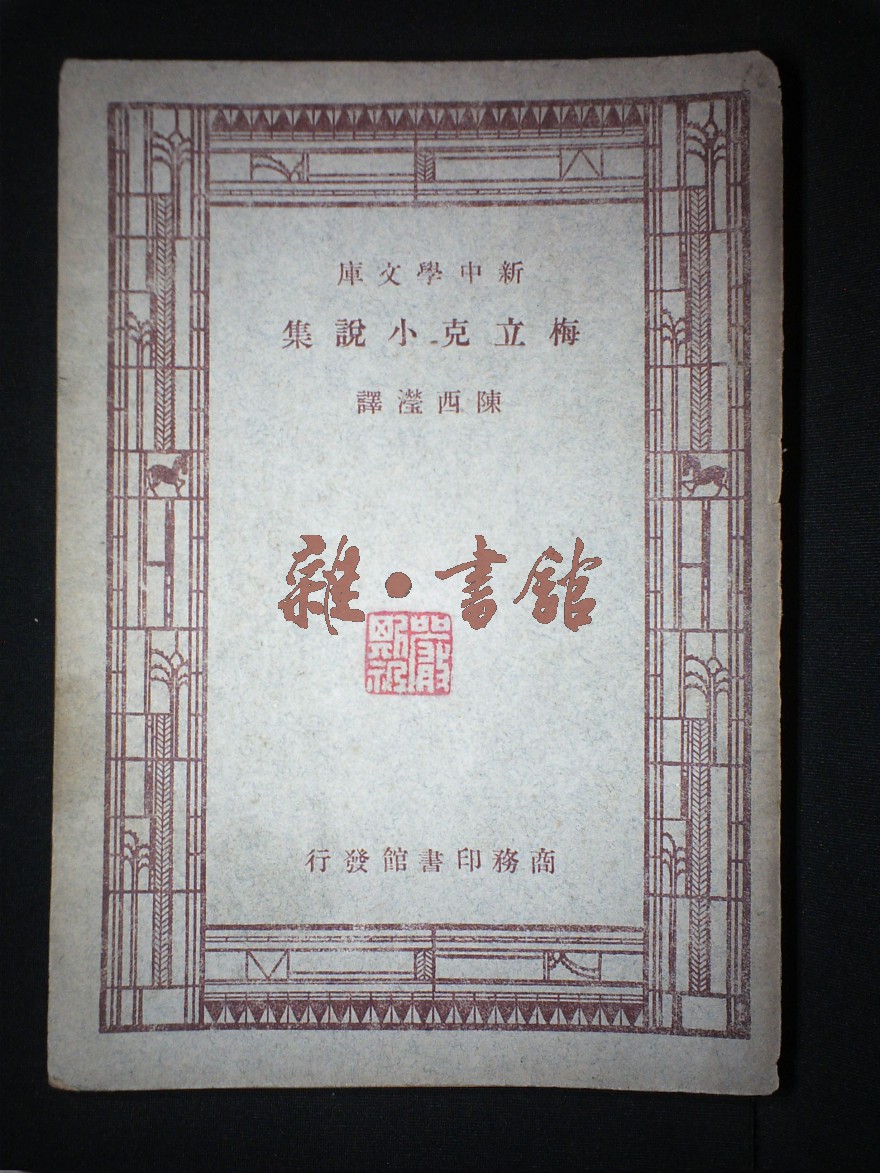 新中學文庫
梅立克小說集
陳西瀅譯
雜·書館
商務印書館發行